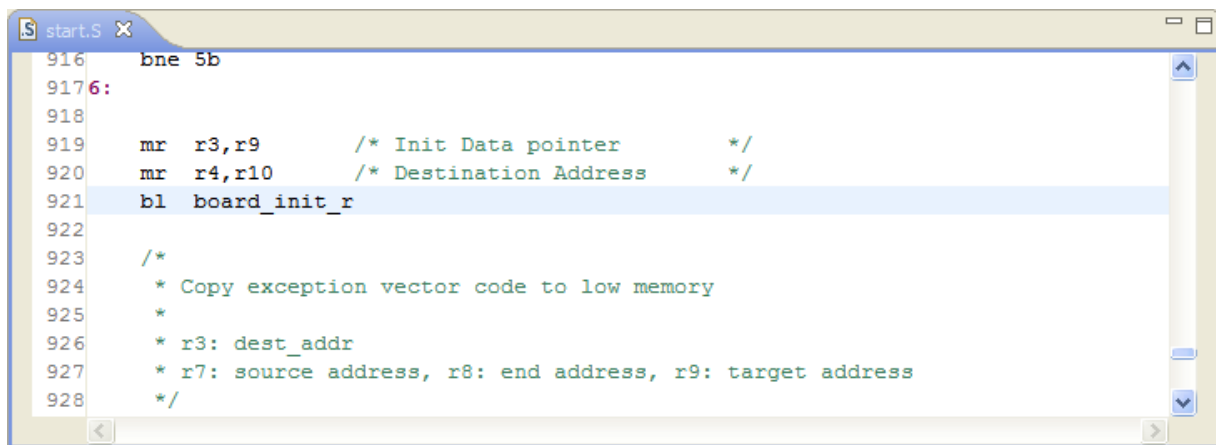 start.S
916 bne 5b
917 6:
918
919 mr r3,r9 /* Init Data pointer */
920 mr r4,r10 /* Destination Address */
921 bl board_init_r
922
923 /*
924 * Copy exception vector code to low memory
925 *
926 * r3: dest_addr
927 * r7: source address, r8: end address, r9: target address
928 */